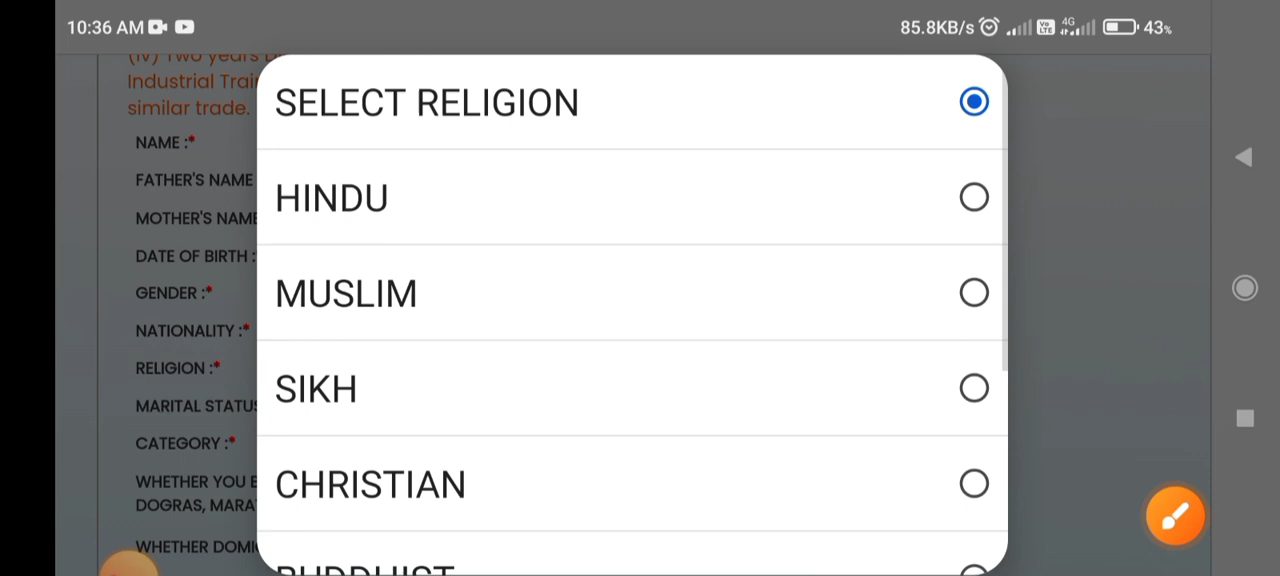 10:36 AM
85.8KB/s 4G 43%
(iv) Two years
Industrial Trai
similar trade.
NAME :*
FATHER'S NAME
MOTHER'S NAME
DATE OF BIRTH :
GENDER :*
NATIONALITY :*
RELIGION :*
MARITAL STATUS
CATEGORY :*
WHETHER YOU B
DOGRAS, MARA
WHETHER DOMI
SELECT RELIGION
HINDU
MUSLIM
SIKH
CHRISTIAN
BUDDHIST